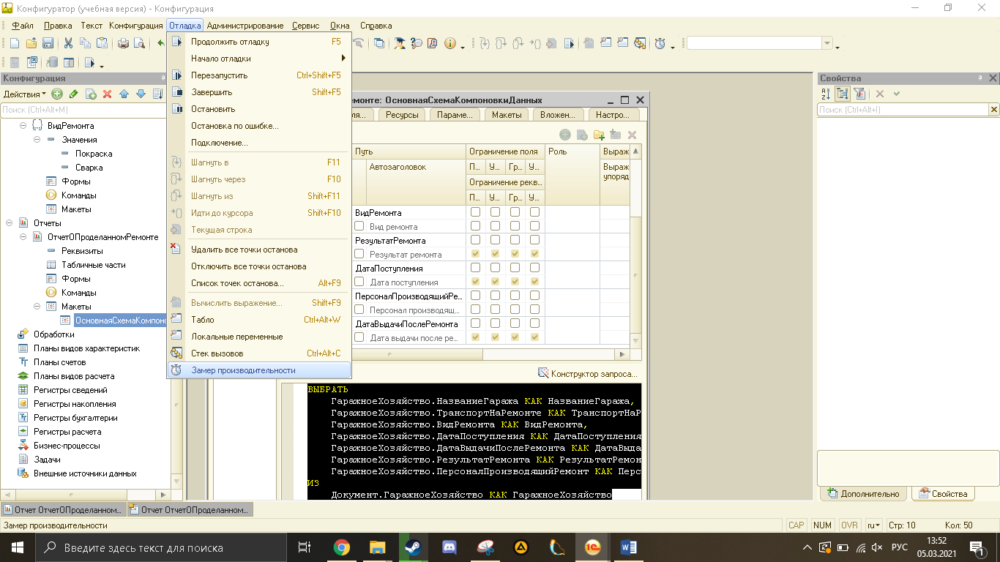 Конфигуратор (учебная версия) - Конфигурация
Файл Правка Текст Конфигурация Отладка Администрирование Сервис Окна Справка
Конфигурация
Действия
Поиск (Ctrl+Alt+M)
ВидРемонта
Значения
Покраска
Сварка
Формы
Команды
Макеты
Отчеты
ОтчетОПроделанномРемонте
Реквизиты
Табличные части
Формы
Команды
Макеты
ОсновнаяСхемаКомпоно
Обработки
Планы видов характеристик
Планы счетов
Планы видов расчета
Регистры сведений
Регистры накопления
Регистры бухгалтерии
Регистры расчета
Бизнес-процессы
Задачи
Внешние источники данных
Продолжить отладку F5
Начало отладки
Перезапустить Ctrl+Shift+F5
Завершить Shift+F5
Остановить
Остановка по ошибке...
Подключение...
Шагнуть в F11
Шагнуть через F10
Шагнуть из Shift+F11
Идти до курсора Shift+F10
Текущая строка
Удалить все точки останова
Отключить все точки останова
Список точек останова... Alt+F9
Вычислить выражение... Shift+F9
Табло Ctrl+Alt+W
Локальные переменные
Стек вызовов Ctrl+Alt+C
Замер производительности
емонте: ОсновнаяСхемаКомпоновкиДанных
ля... Ресурсы Параме... Макеты Вложен... Настро...
Путь Ограничение поля Роль Выраж
Автозаголовок П... У... Гр... У... Выраж
упоряд
Ограничение рекв...
П... У... Гр... У...
ВидРемонта
Вид ремонта
РезультатРемонта
Результат ремонта
ДатаПоступления
Дата поступления
ПерсоналПроизводящийРе...
Персонал производящ...
ДатаВыдачиПослеРемонта
Дата выдачи после ре...
Конструктор запроса...
ВЫБРАТЬ
ГаражноеХозяйство.НазваниеГаража КАК НазваниеГаража,
ГаражноеХозяйство.ТранспортНаРемонте КАК ТранспортНаР
ГаражноеХозяйство.ВидРемонта КАК ВидРемонта,
ГаражноеХозяйство.ДатаПоступления КАК ДатаПоступления
ГаражноеХозяйство.ДатаВыдачиПослеРемонта КАК ДатаВыда
ГаражноеХозяйство.РезультатРемонта КАК РезультатРемон
ГаражноеХозяйство.ПерсоналПроизводящийРемонт КАК Перс
ИЗ
Документ.ГаражноеХозяйство КАК ГаражноеХозяйство
Свойства
Поиск (Ctrl+Alt+I)
Дополнительно Свойства
Отчет ОтчетОПроделанном... Отчет ОтчетОПроделанном...
Замер производительности CAP NUM OVR ru Стр: 10 Кол: 50
Введите здесь текст для поиска
РУС
13:52
05.03.2021
1